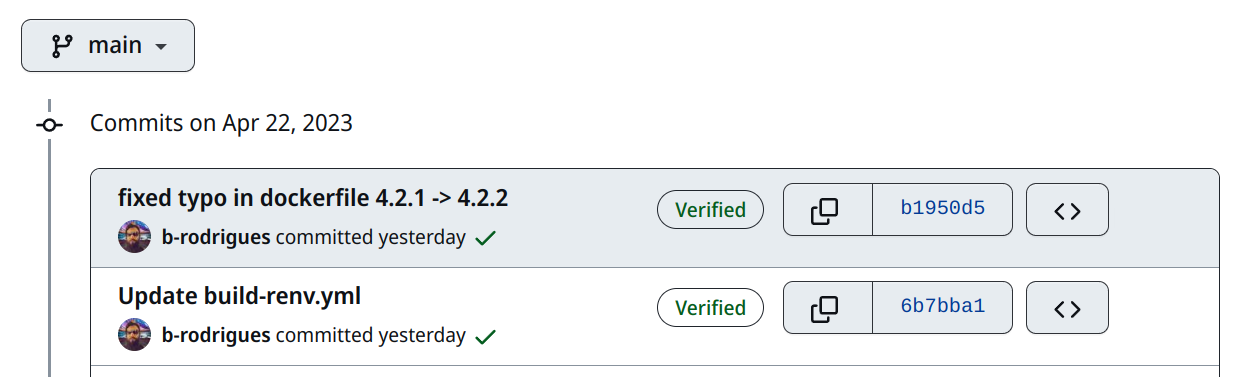 main
Commits on Apr 22, 2023
fixed typo in dockerfile 4.2.1 -> 4.2.2
Verified
b1950d5
b-rodrigues committed yesterday
Update build-renv.yml
Verified
6b7bba1
b-rodrigues committed yesterday